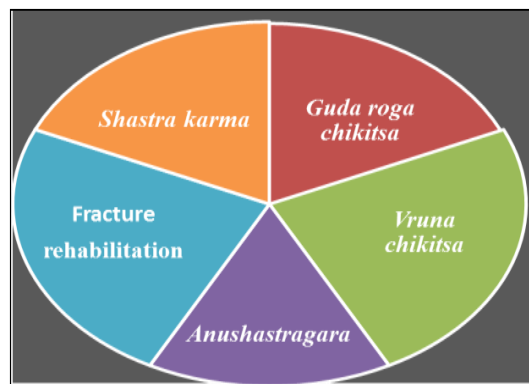 Shastra karma
Guda roga
chikitsa
Fracture
rehabilitation
Vruna
chikitsa
Anushastragara